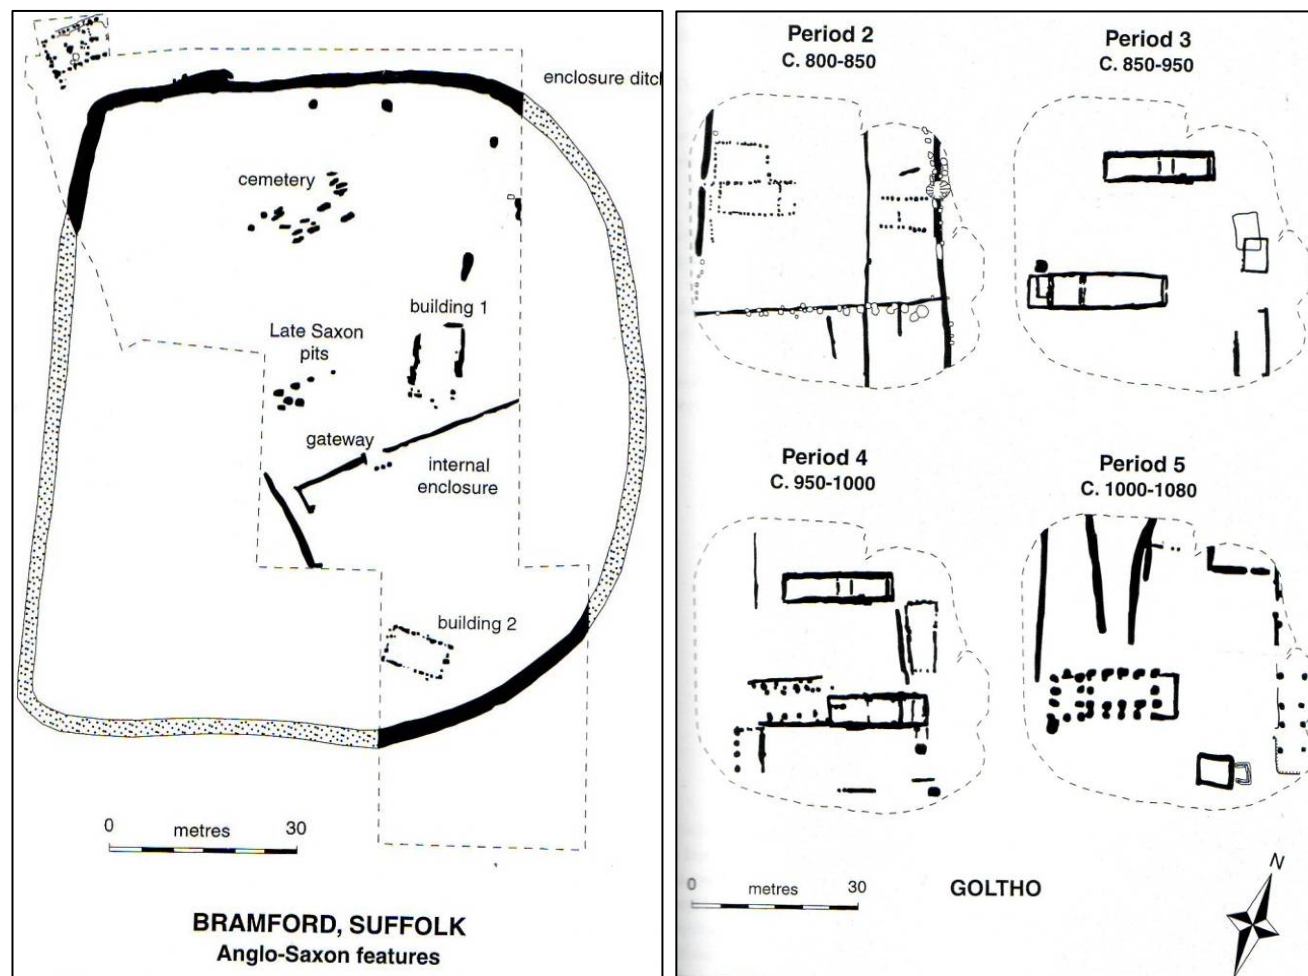 enclosure ditc
cemetery
building 1
Late Saxon
pits
gateway
internal
enclosure
building 2
0 metres 30
BRAMFORD, SUFFOLK
Anglo-Saxon features
Period 2
C. 800-850
Period 3
C. 850-950
Period 4
C. 950-1000
Period 5
C. 1000-1080
0 metres 30
GOLTHO
N